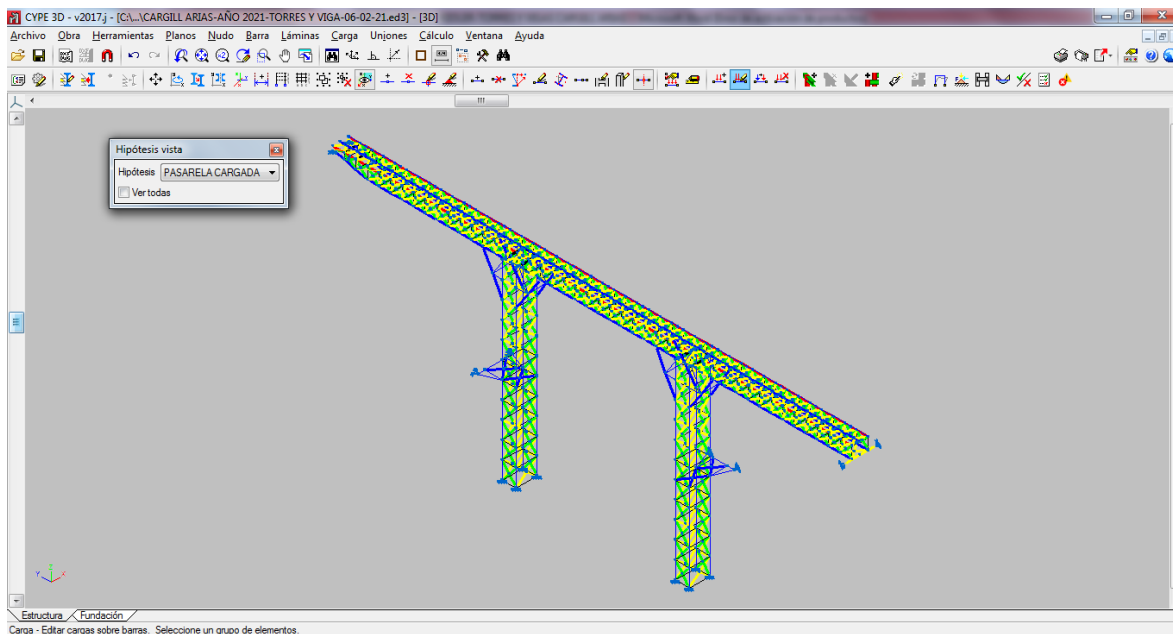 CYPE 3D - v2017.j - [C:\...\CARGILL ARIAS-AÑO 2021-TORRES Y VIGA-06-02-21.ed3] - [3D]
Archivo Obra Herramientas Planos Nudo Barra Láminas Carga Uniones Cálculo Ventana Ayuda
Hipótesis vista
Hipótesis PASARELA CARGADA
Ver todas
Z
Y X
Estructura Fundación
Carga - Editar cargas sobre barras. Seleccione un grupo de elementos.